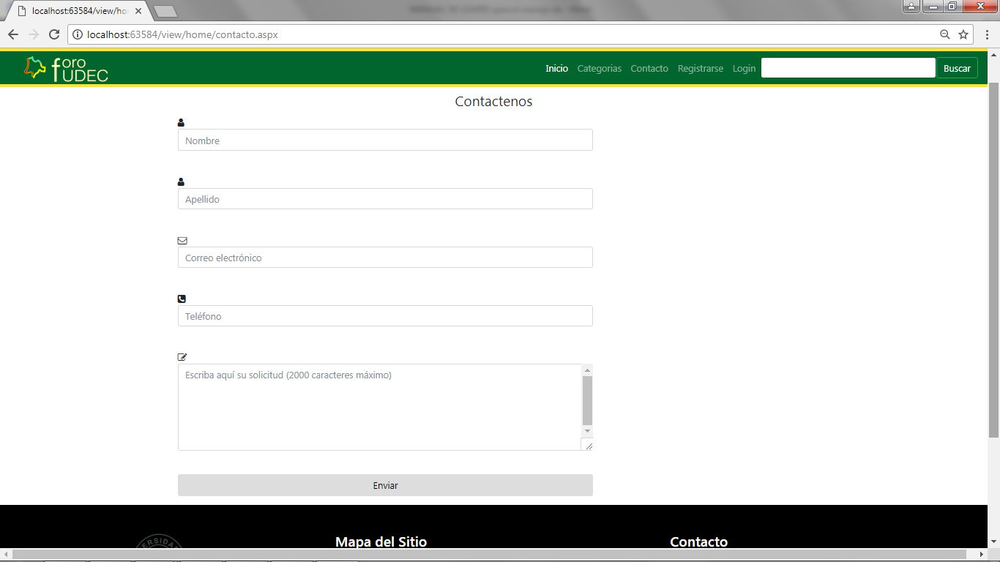 localhost:63584/view/ho
localhost:63584/view/home/contacto.aspx
foro UDEC
Inicio Categorias Contacto Registrarse Login Buscar
Contactenos
Nombre
Apellido
Correo electrónico
Teléfono
Escriba aquí su solicitud (2000 caracteres máximo)
Enviar
Mapa del Sitio Contacto